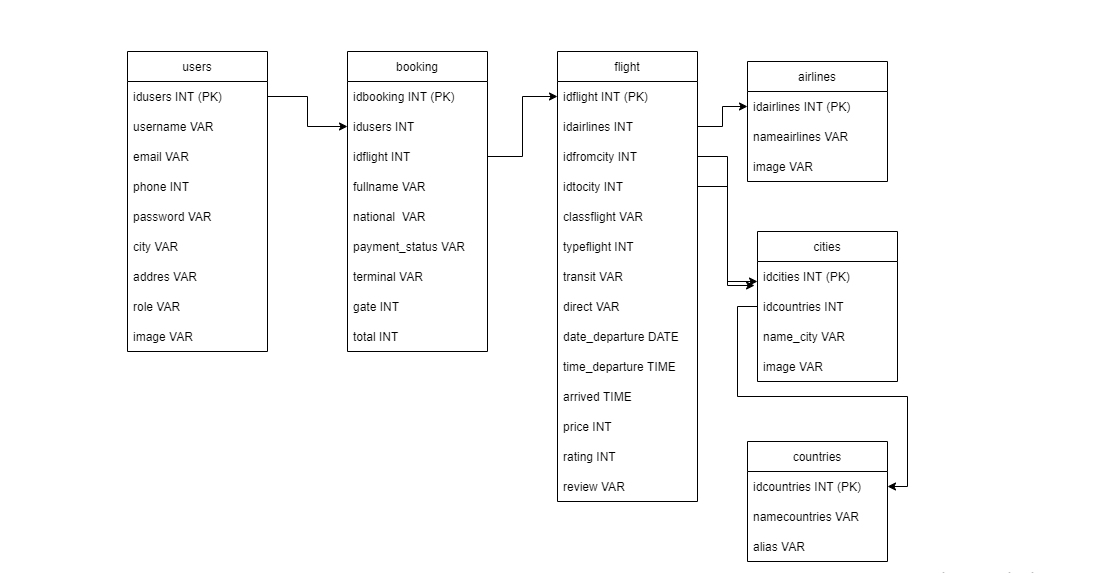 users
idusers INT (PK)
username VAR
email VAR
phone INT
password VAR
city VAR
addres VAR
role VAR
image VAR
booking
idbooking INT (PK)
idusers INT
idflight INT
fullname VAR
national VAR
payment_status VAR
terminal VAR
gate INT
total INT
flight
idflight INT (PK)
idairlines INT
idfromcity INT
idtocity INT
classflight VAR
typeflight INT
transit VAR
direct VAR
date_departure DATE
time_departure TIME
arrived TIME
price INT
rating INT
review VAR
airlines
idairlines INT (PK)
nameairlines VAR
image VAR
cities
idcities INT (PK)
idcountries INT
name_city VAR
image VAR
countries
idcountries INT (PK)
namecountries VAR
alias VAR